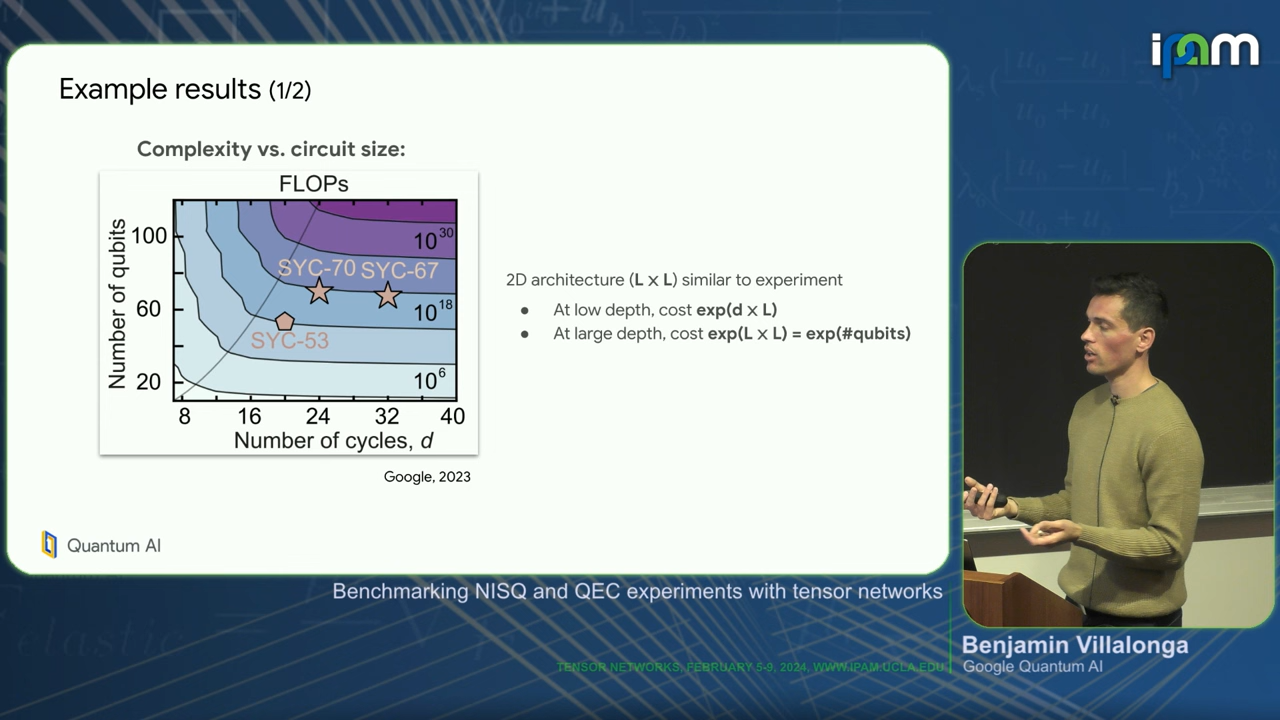 ipam
Example results (1/2)
Complexity vs. circuit size:
FLOPs
Number of qubits
100
60
20
10^30
SYC-70 SYC-67
10^18
SYC-53
10^6
8 16 24 32 40
Number of cycles, d
Google, 2023
2D architecture (L x L) similar to experiment
● At low depth, cost exp(d x L)
● At large depth, cost exp(L x L) = exp(#qubits)
Quantum AI
Benchmarking NISQ and QEC experiments with tensor networks
Benjamin Villalonga
Google Quantum AI
TENSOR NETWORKS, FEBRUARY 5-9, 2024, WWW.IPAM.UCLA.EDU
elastic